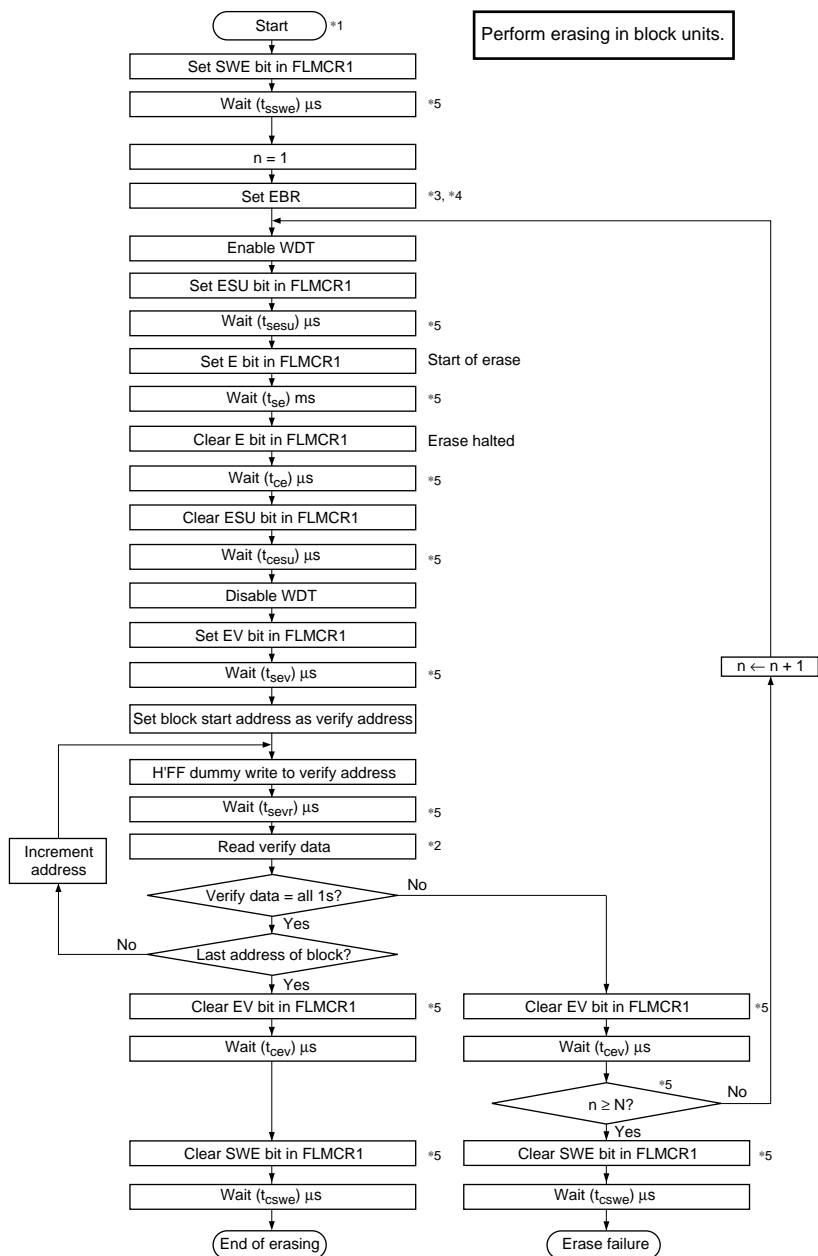 Start *1
Perform erasing in block units.
Set SWE bit in FLMCR1
Wait (tsswe) μs *5
n = 1
Set EBR *3, *4
Enable WDT
Set ESU bit in FLMCR1
Wait (tsesu) μs *5
Set E bit in FLMCR1 Start of erase
Wait (tse) ms *5
Clear E bit in FLMCR1 Erase halted
Wait (tce) μs *5
Clear ESU bit in FLMCR1
Wait (tcesu) μs *5
Disable WDT
Set EV bit in FLMCR1
Wait (tsev) μs *5
n ← n + 1
Set block start address as verify address
H'FF dummy write to verify address
Wait (tsevr) μs *5
Read verify data *2
Increment
address
Verify data = all 1s? No
Yes
No Last address of block?
Yes
Clear EV bit in FLMCR1 *5
Clear EV bit in FLMCR1 *5
Wait (tcev) μs
Wait (tcev) μs
*5
n ≥ N? No
Yes
Clear SWE bit in FLMCR1 *5
Clear SWE bit in FLMCR1 *5
Wait (tcswe) μs
Wait (tcswe) μs
End of erasing
Erase failure